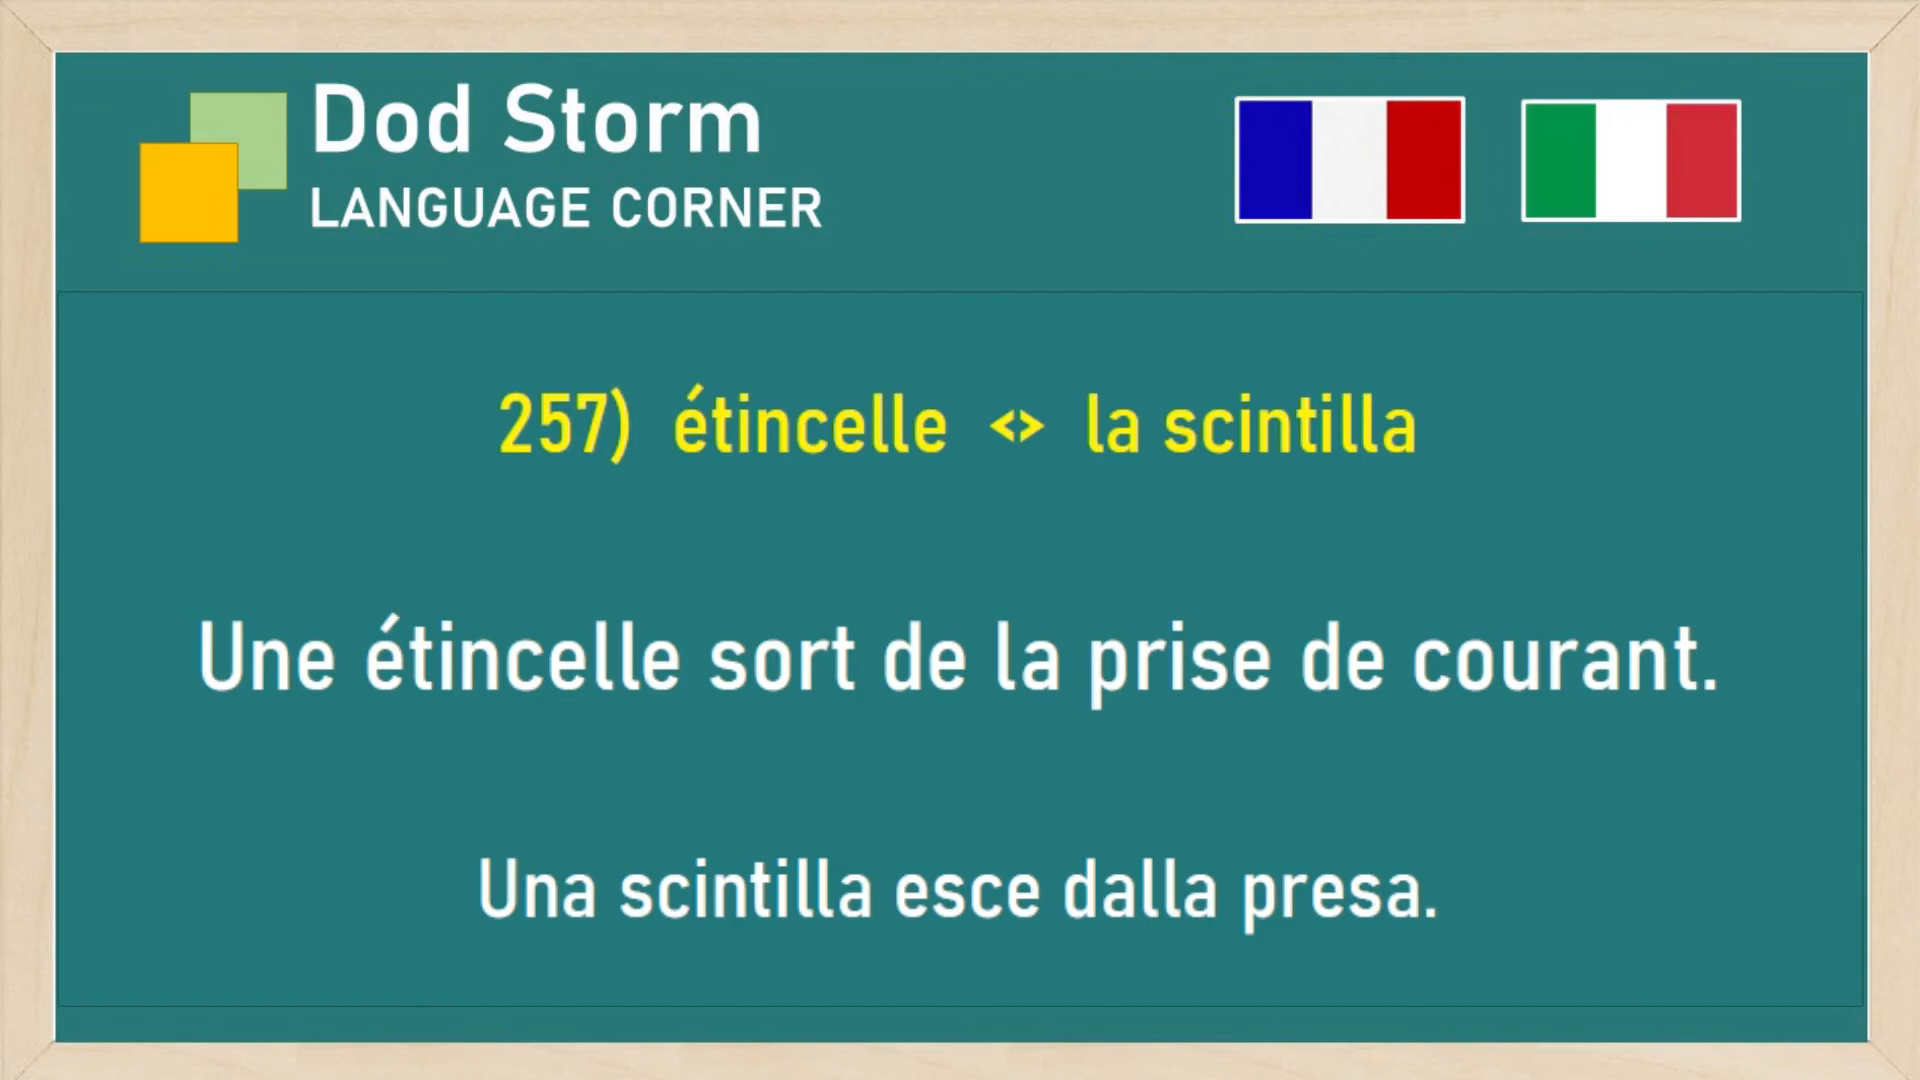 Dod Storm
LANGUAGE CORNER
257) étincelle <> la scintilla
Une étincelle sort de la prise de courant.
Una scintilla esce dalla presa.